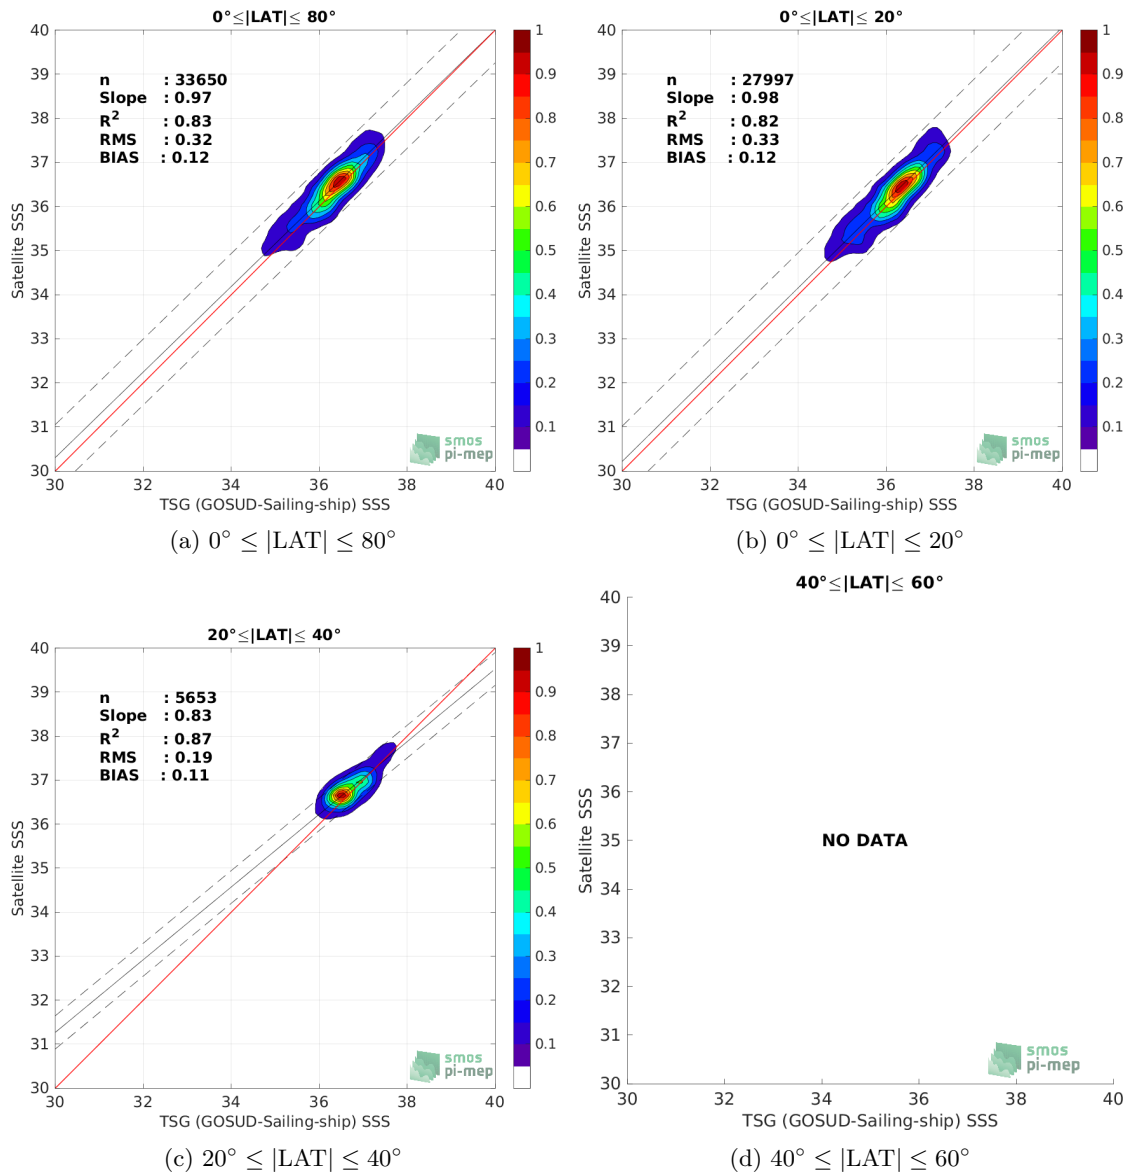 0°≤|LAT|≤ 80°
40
39
38
37
36
35
34
33
32
31
30
Satellite SSS
n : 33650
Slope : 0.97
R2 : 0.83
RMS : 0.32
BIAS : 0.12
smos
pi-mep
30 32 34 36 38 40
TSG (GOSUD-Sailing-ship) SSS
1
0.9
0.8
0.7
0.6
0.5
0.4
0.3
0.2
0.1
(a) 0° ≤ |LAT| ≤ 80°
0°≤|LAT|≤ 20°
40
39
38
37
36
35
34
33
32
31
30
Satellite SSS
n : 27997
Slope : 0.98
R2 : 0.82
RMS : 0.33
BIAS : 0.12
smos
pi-mep
30 32 34 36 38 40
TSG (GOSUD-Sailing-ship) SSS
1
0.9
0.8
0.7
0.6
0.5
0.4
0.3
0.2
0.1
(b) 0° ≤ |LAT| ≤ 20°
20°≤|LAT|≤ 40°
40
39
38
37
36
35
34
33
32
31
30
Satellite SSS
n : 5653
Slope : 0.83
R2 : 0.87
RMS : 0.19
BIAS : 0.11
smos
pi-mep
30 32 34 36 38 40
TSG (GOSUD-Sailing-ship) SSS
1
0.9
0.8
0.7
0.6
0.5
0.4
0.3
0.2
0.1
(c) 20° ≤ |LAT| ≤ 40°
40°≤|LAT|≤ 60°
40
39
38
37
36
35
34
33
32
31
30
Satellite SSS
NO DATA
smos
pi-mep
30 32 34 36 38 40
TSG (GOSUD-Sailing-ship) SSS
(d) 40° ≤ |LAT| ≤ 60°